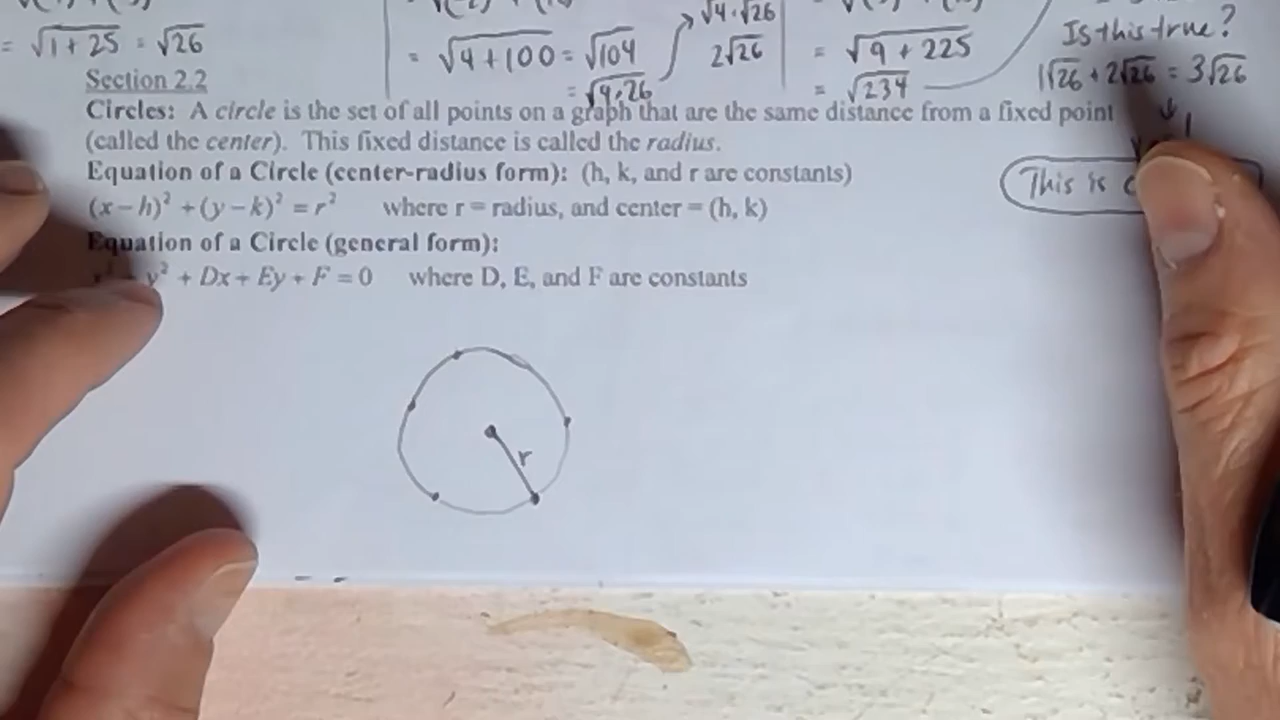 = √1+25 = √26
= √4+100 = √104
= √4·26
√4·√26
2√26
= √9+225
= √234
Is this true?
1√26 + 2√26 = 3√26
This is
Section 2.2
Circles: A circle is the set of all points on a graph that are the same distance from a fixed point
(called the center). This fixed distance is called the radius.
Equation of a Circle (center-radius form): (h, k, and r are constants)
(x−h)² + (y−k)² = r² where r = radius, and center = (h, k)
Equation of a Circle (general form):
y² + Dx + Ey + F = 0 where D, E, and F are constants
r